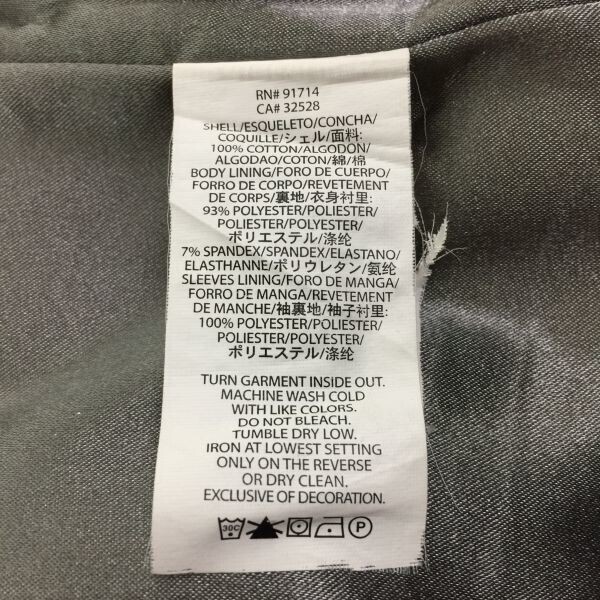 RN# 91714
CA# 32528
SHELL/ESQUELETO/CONCHA/
COQUILLE/シェル/面料:
100% COTTON/ALGODON/
ALGODAO/COTON/綿/棉
BODY LINING/FORO DE CUERPO/
FORRO DE CORPO/REVETEMENT
DE CORPS/裏地/衣身衬里:
93% POLYESTER/POLIESTER/
POLIESTER/POLYESTER/
ポリエステル/涤纶
7% SPANDEX/SPANDEX/ELASTANO/
ELASTHANNE/ポリウレタン/氨纶
SLEEVES LINING/FORO DE MANGA/
FORRO DE MANGA/REVETEMENT
DE MANCHE/袖裏地/袖子衬里:
100% POLYESTER/POLIESTER/
POLIESTER/POLYESTER/
ポリエステル/涤纶
TURN GARMENT INSIDE OUT.
MACHINE WASH COLD
WITH LIKE COLORS.
DO NOT BLEACH.
TUMBLE DRY LOW.
IRON AT LOWEST SETTING
ONLY ON THE REVERSE
OR DRY CLEAN.
EXCLUSIVE OF DECORATION.
30C P